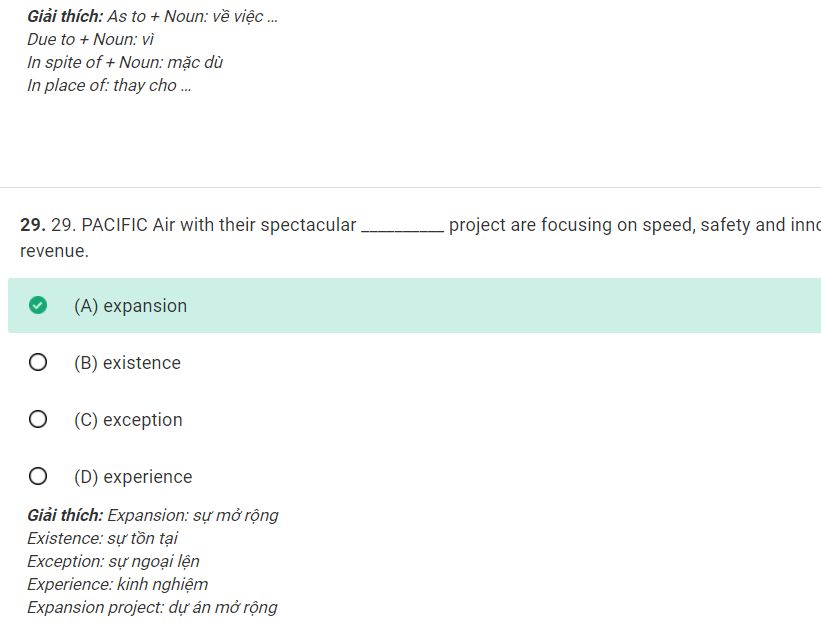 Giải thích: As to + Noun: về việc ...
Due to + Noun: vì
In spite of + Noun: mặc dù
In place of: thay cho ...
29. 29. PACIFIC Air with their spectacular __________ project are focusing on speed, safety and
revenue.
(A) expansion
(B) existence
(C) exception
(D) experience
Giải thích: Expansion: sự mở rộng
Existence: sự tồn tại
Exception: sự ngoại lện
Experience: kinh nghiệm
Expansion project: dự án mở rộng